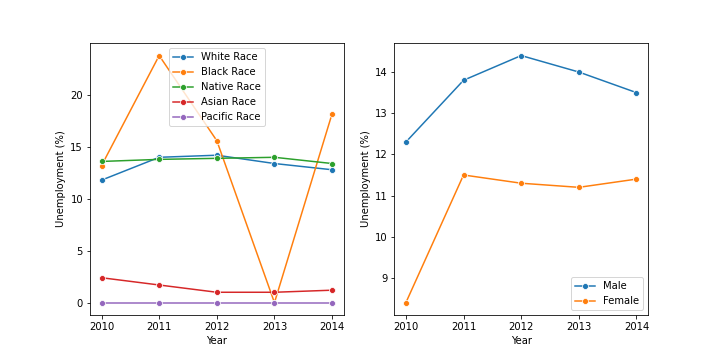 White Race
Black Race
Native Race
Asian Race
Pacific Race
Unemployment (%)
20
15
10
5
0
2010 2011 2012 2013 2014
Year
Unemployment (%)
14
13
12
11
10
9
Male
Female
2010 2011 2012 2013 2014
Year